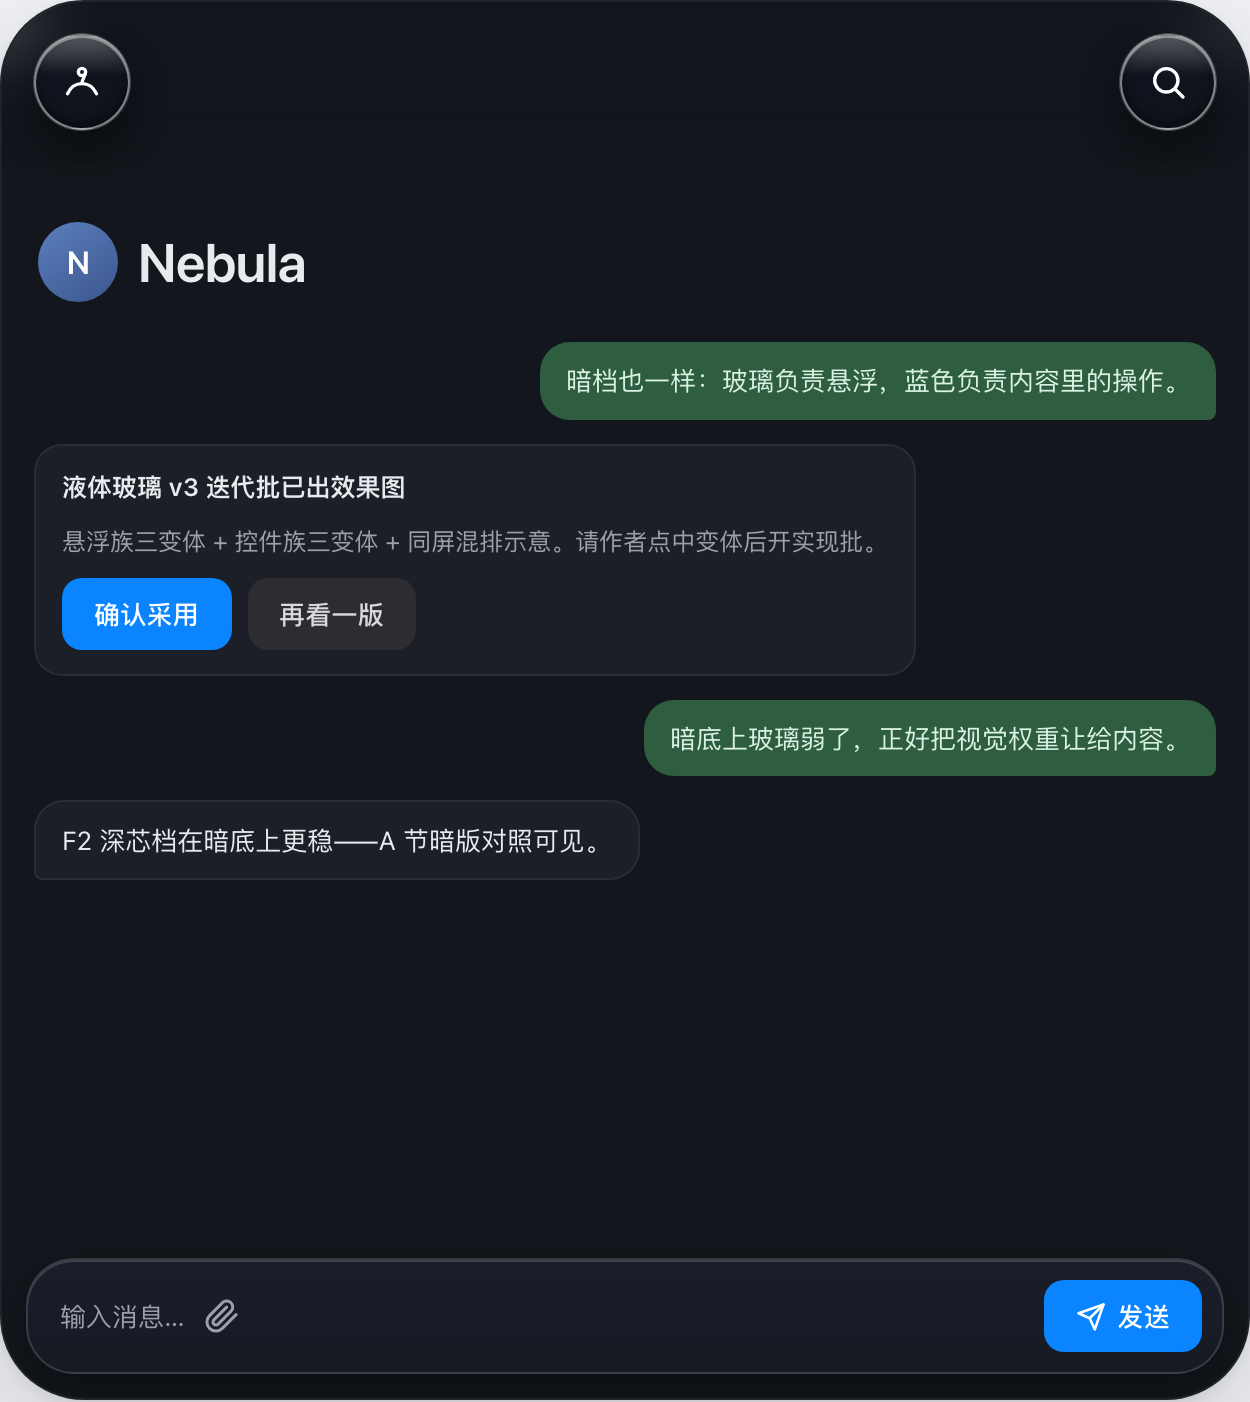 N
Nebula
暗档也一样：玻璃负责悬浮，蓝色负责内容里的操作。
液体玻璃 v3 迭代批已出效果图
悬浮族三变体 + 控件族三变体 + 同屏混排示意。请作者点中变体后开实现批。
确认采用
再看一版
暗底上玻璃弱了，正好把视觉权重让给内容。
F2 深芯档在暗底上更稳——A 节暗版对照可见。
输入消息...
发送